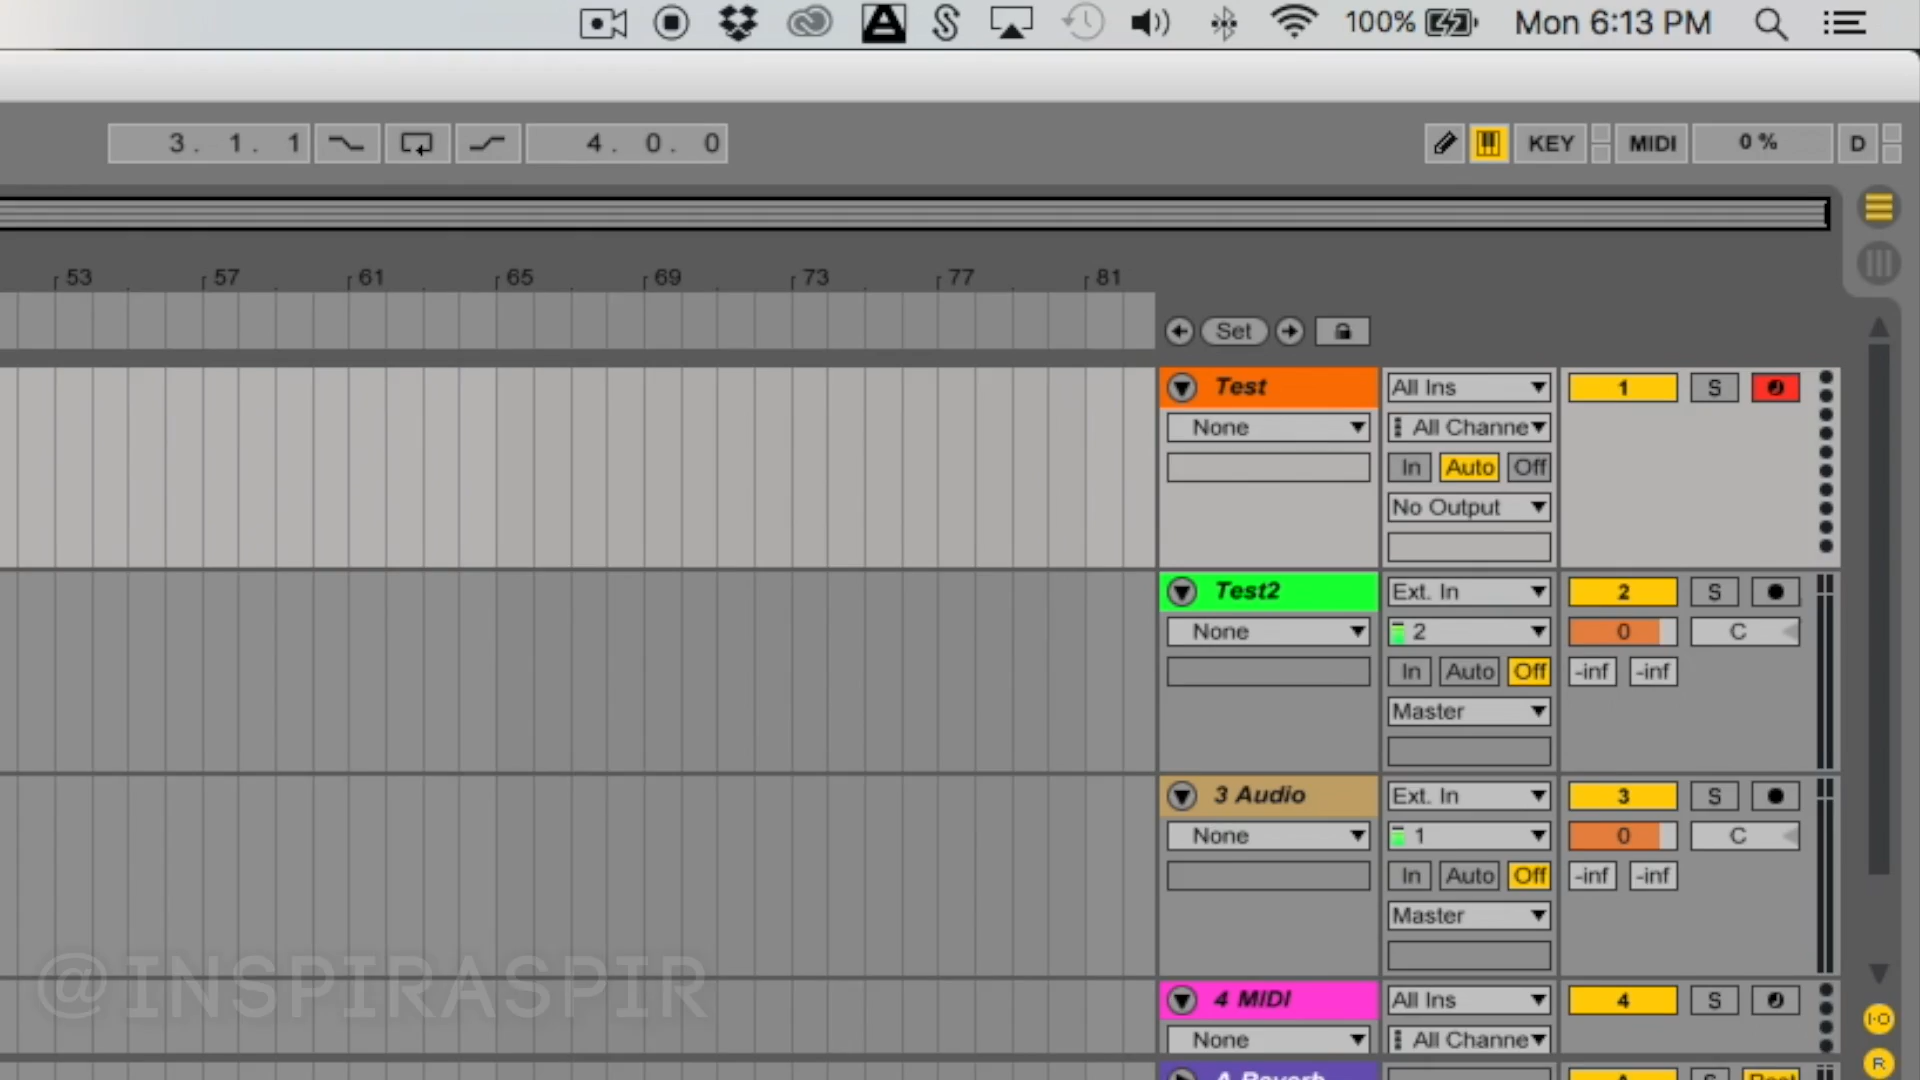 100% Mon 6:13 PM
3. 1. 1 4. 0. 0 KEY MIDI 0 % D
53 57 61 65 69 73 77 81
Set
Test All Ins 1 S
None All Channe
In Auto Off
No Output
Test2 Ext. In 2 S
None 2 0 C
In Auto Off -inf -inf
Master
3 Audio Ext. In 3 S
None 1 0 C
In Auto Off -inf -inf
Master
@INSPIRASPIR
4 MIDI All Ins 4 S
None All Channe
I-O
R
A Reverb